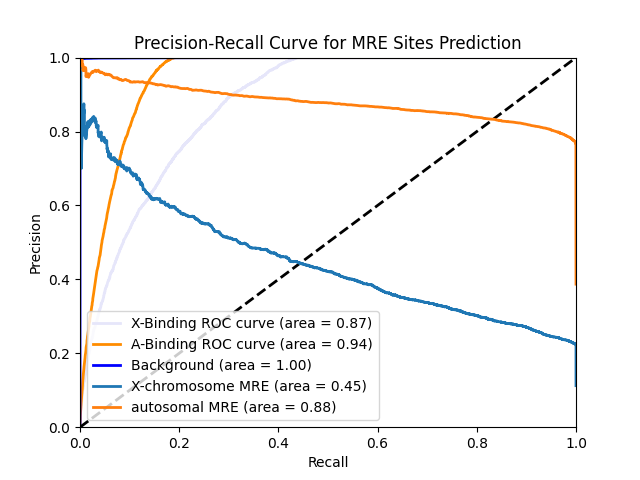 Precision-Recall Curve for MRE Sites Prediction
1.0
0.8
0.6
0.4
0.2
0.0
Precision
X-Binding ROC curve (area = 0.87)
A-Binding ROC curve (area = 0.94)
Background (area = 1.00)
X-chromosome MRE (area = 0.45)
autosomal MRE (area = 0.88)
0.0 0.2 0.4 0.6 0.8 1.0
Recall